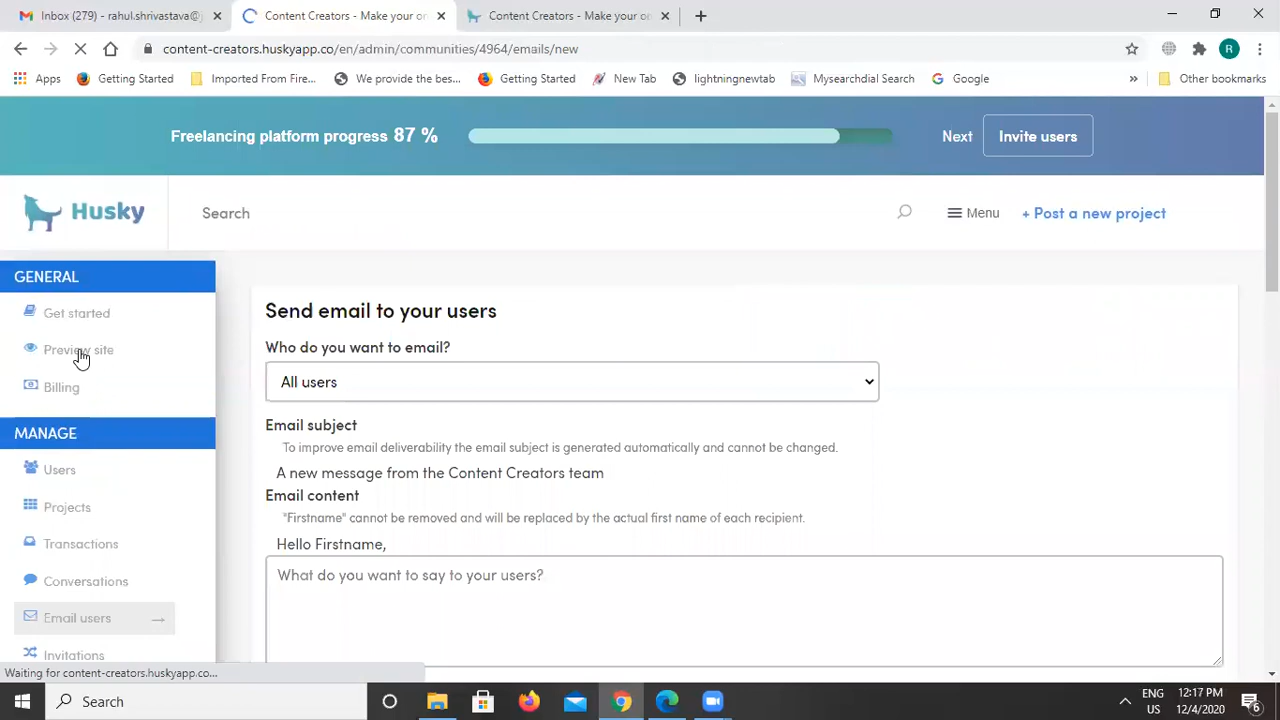 Inbox (279) - rahul.shrivastava@
Content Creators - Make your on
Content Creators - Make your on
content-creators.huskyapp.co/en/admin/communities/4964/emails/new
R
Apps
Getting Started
Imported From Fire...
We provide the bes...
Getting Started
New Tab
lightningnewtab
Mysearchdial Search
Google
»
Other bookmarks
Freelancing platform progress 87 %
Next
Invite users
Husky
Search
Menu
+ Post a new project
GENERAL
Get started
Preview site
Billing
MANAGE
Users
Projects
Transactions
Conversations
Email users →
Invitations
Send email to your users
Who do you want to email?
All users
Email subject
To improve email deliverability the email subject is generated automatically and cannot be changed.
A new message from the Content Creators team
Email content
"Firstname" cannot be removed and will be replaced by the actual first name of each recipient.
Hello Firstname,
What do you want to say to your users?
Waiting for content-creators.huskyapp.co...
Search
ENG
US
12:17 PM
12/4/2020
6